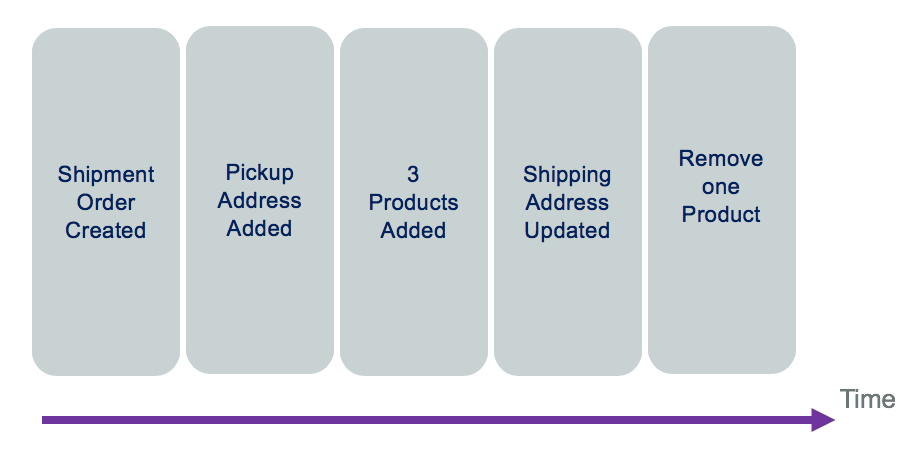 Shipment
Order
Created
Pickup
Address
Added
3
Products
Added
Shipping
Address
Updated
Remove
one
Product
Time